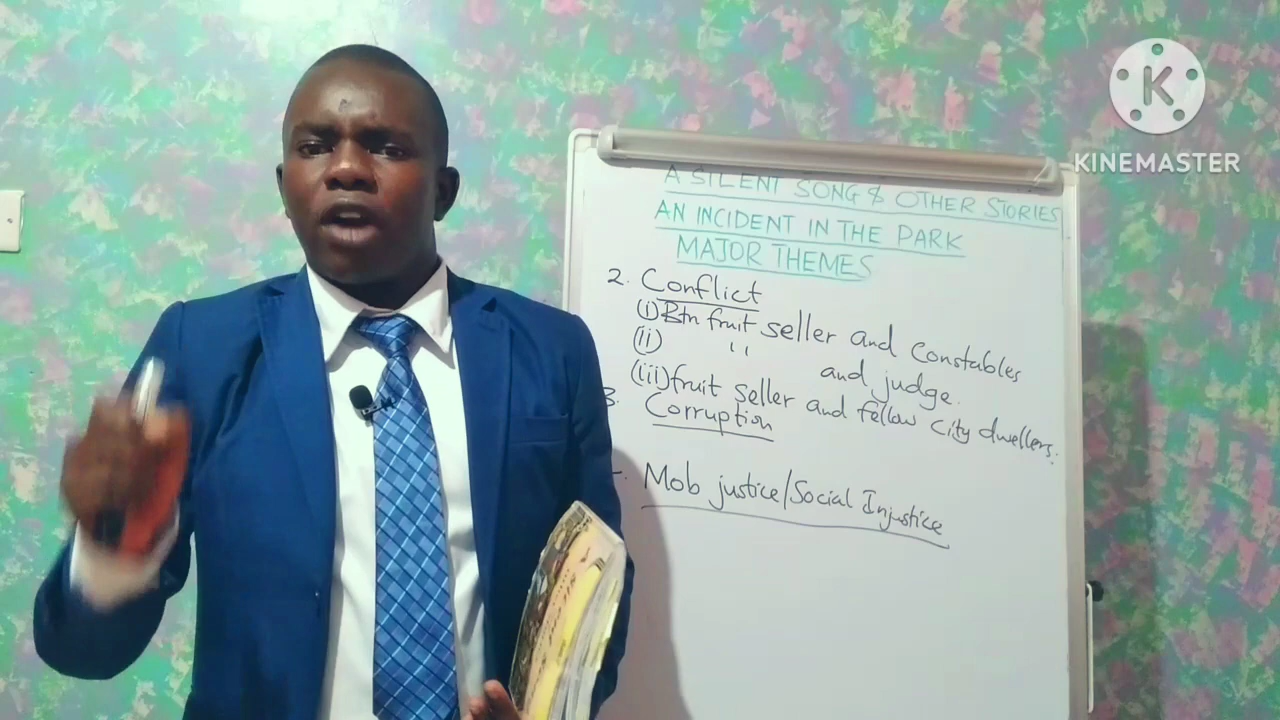 K
KINEMASTER
A SILENT SONG & OTHER STORIES
AN INCIDENT IN THE PARK
MAJOR THEMES
2. Conflict
(i) Btn fruit seller and Constables
(ii) " and judge.
(iii) fruit seller and fellow city dwellers.
3. Corruption
Mob justice/Social Injustice